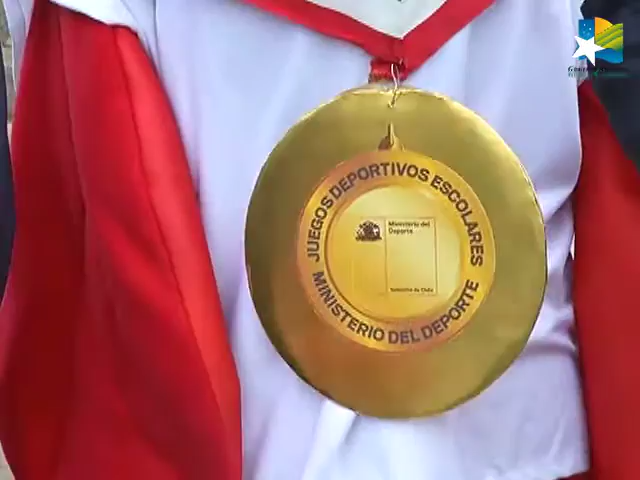 JUEGOS DEPORTIVOS ESCOLARES
Ministerio del
Deporte
Gobierno de Chile
MINISTERIO DEL DEPORTE